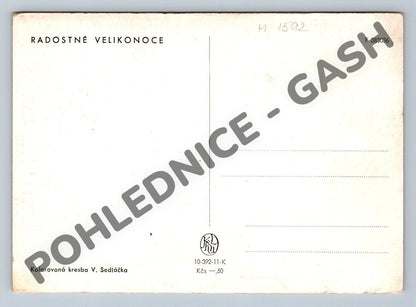 M 1592
RADOSTNÉ VELIKONOCE
POHLEDNICE - GASH
10-392-11-K
Kčs —,50
Kolorovaná kresba V. Sedláčka